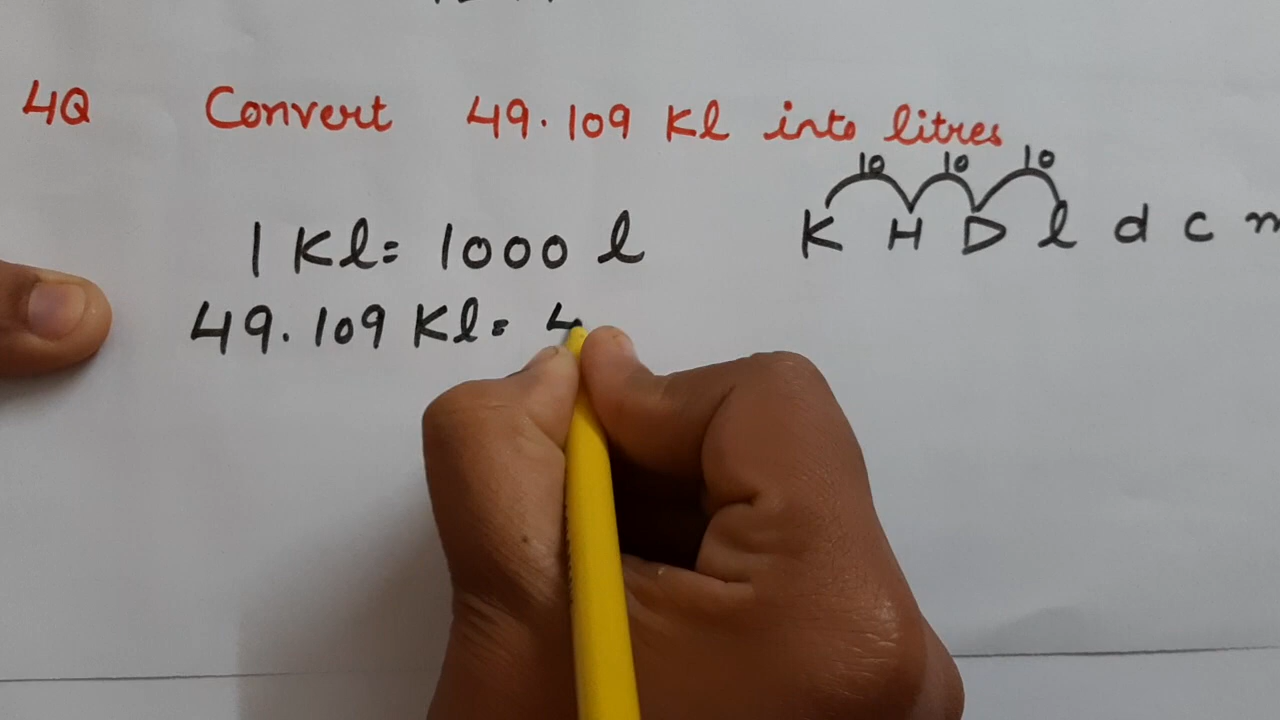 4Q Convert 49.109 Kl into litres
10 10 10
1 Kl = 1000 l K H D l d c m
49.109 Kl = 4